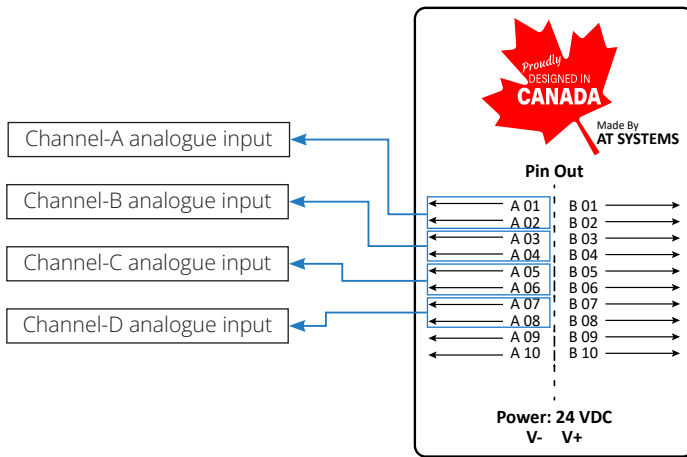 Proudly
DESIGNED IN
CANADA
Made By
AT SYSTEMS
Channel-A analogue input
Channel-B analogue input
Channel-C analogue input
Channel-D analogue input
Pin Out
A 01 B 01
A 02 B 02
A 03 B 03
A 04 B 04
A 05 B 05
A 06 B 06
A 07 B 07
A 08 B 08
A 09 B 09
A 10 B 10
Power: 24 VDC
V- V+